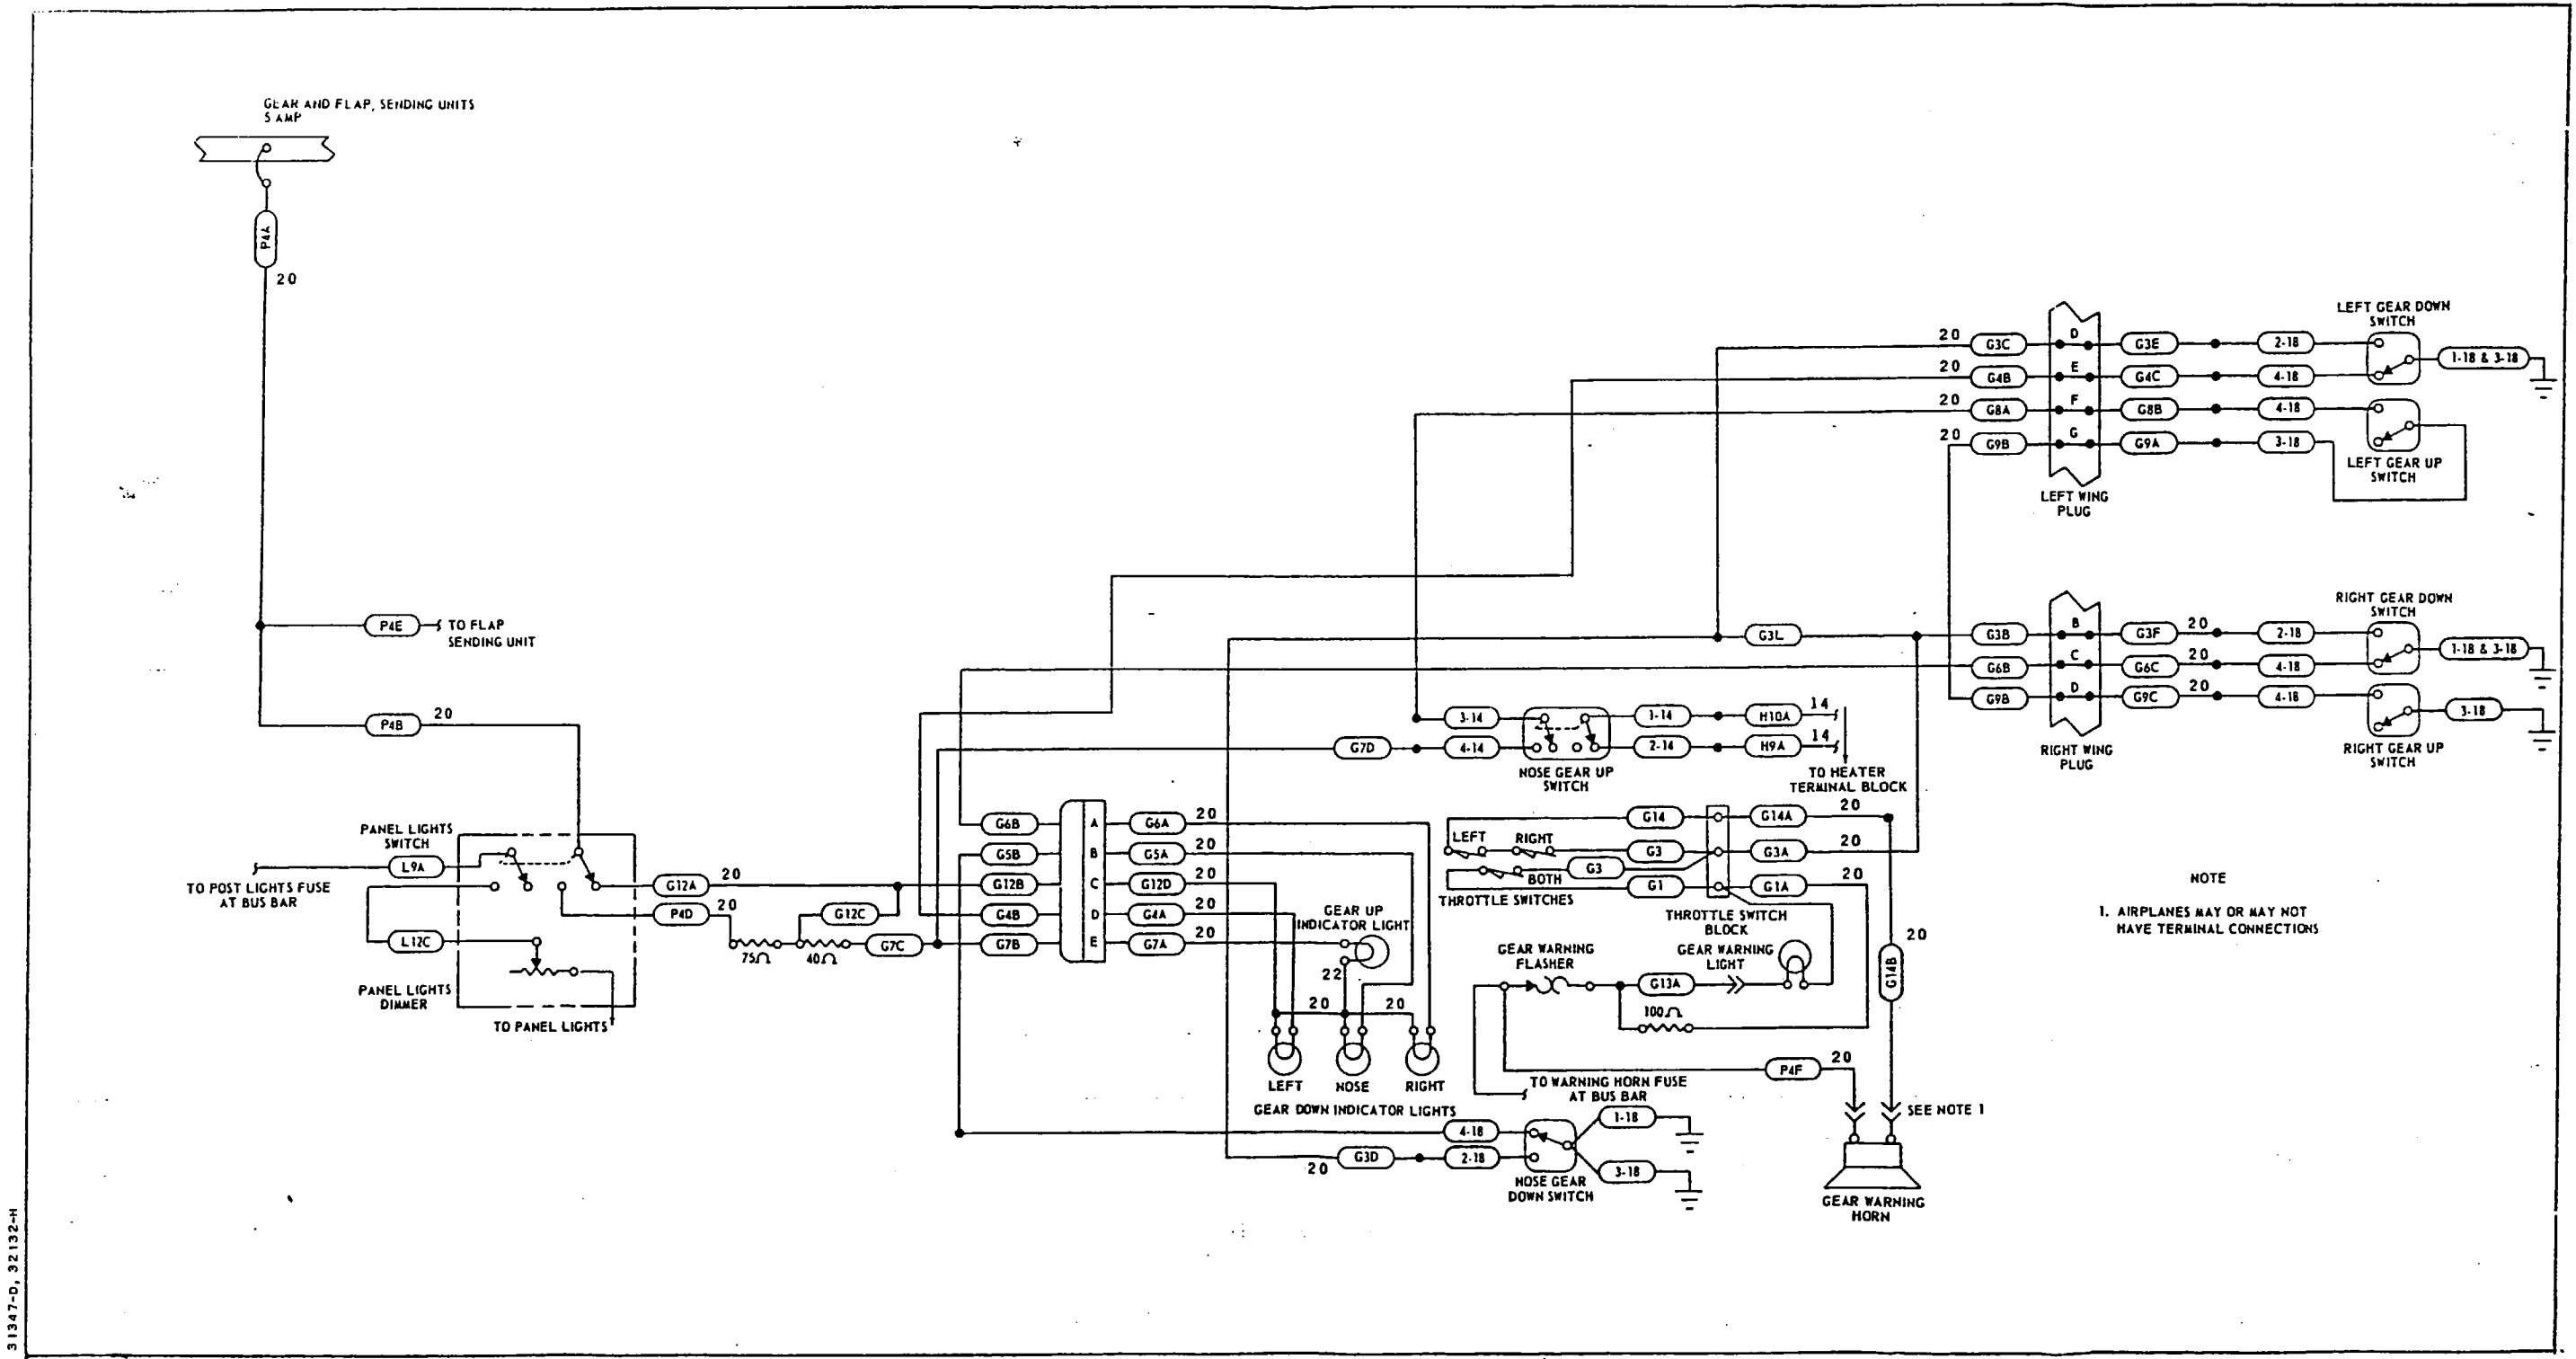 GEAR AND FLAP, SENDING UNITS
5 AMP
P4A
20
P4E
TO FLAP
SENDING UNIT
P4B
20
PANEL LIGHTS
SWITCH
L9A
TO POST LIGHTS FUSE
AT BUS BAR
L12C
PANEL LIGHTS
DIMMER
TO PANEL LIGHTS
G12A
20
P4D
20
G12C
75Ω
40Ω
G7C
G6B
A
G6A
20
G5B
B
G5A
20
G12B
C
G12D
20
G4B
D
G4A
20
G7B
E
G7A
20
GEAR UP
INDICATOR LIGHT
22
20
20
LEFT
NOSE
RIGHT
GEAR DOWN INDICATOR LIGHTS
G7D
3-14
1-14
H10A
14
4-14
2-14
H9A
14
NOSE GEAR UP
SWITCH
TO HEATER
TERMINAL BLOCK
LEFT
RIGHT
BOTH
THROTTLE SWITCHES
G14
G14A
20
G3
G3A
20
G3
G1
G1A
20
THROTTLE SWITCH
BLOCK
GEAR WARNING
FLASHER
GEAR WARNING
LIGHT
G13A
100Ω
G14B
20
P4F
20
TO WARNING HORN FUSE
AT BUS BAR
SEE NOTE 1
GEAR WARNING
HORN
4-18
1-18
20
G3D
2-18
3-18
NOSE GEAR
DOWN SWITCH
20
G3C
D
G3E
2-18
20
G4B
E
G4C
4-18
20
G8A
F
G8B
4-18
20
G9B
G
G9A
3-18
LEFT WING
PLUG
LEFT GEAR DOWN
SWITCH
1-18 & 3-18
LEFT GEAR UP
SWITCH
G3L
G3B
B
G3F
20
2-18
G6B
C
G6C
20
4-18
G9B
D
G9C
20
4-18
RIGHT WING
PLUG
RIGHT GEAR DOWN
SWITCH
1-18 & 3-18
3-18
RIGHT GEAR UP
SWITCH
NOTE
1. AIRPLANES MAY OR MAY NOT
HAVE TERMINAL CONNECTIONS
31347-D, 32132-H